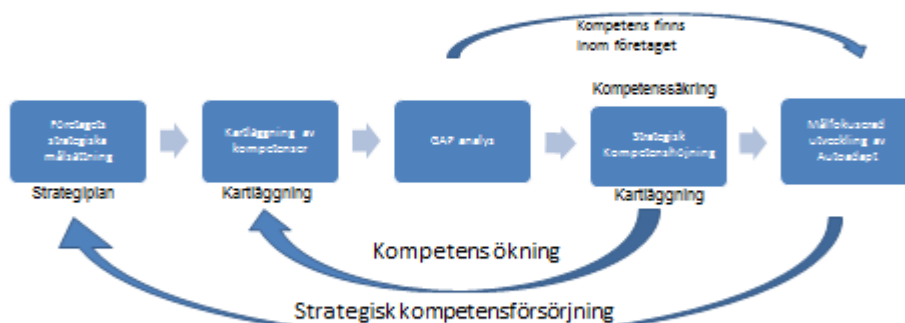 Kompetens finns
Inom företaget
Kompetenssäkring
Företagets
strategiska
målsättning
Kartläggning av
kompetenser
GAP analys
Strategisk
Kompetenshöjning
Målfokuserad
utveckling av
Autoadapt
Strategiplan
Kartläggning
Kartläggning
Kompetens ökning
Strategisk kompetensförsörjning